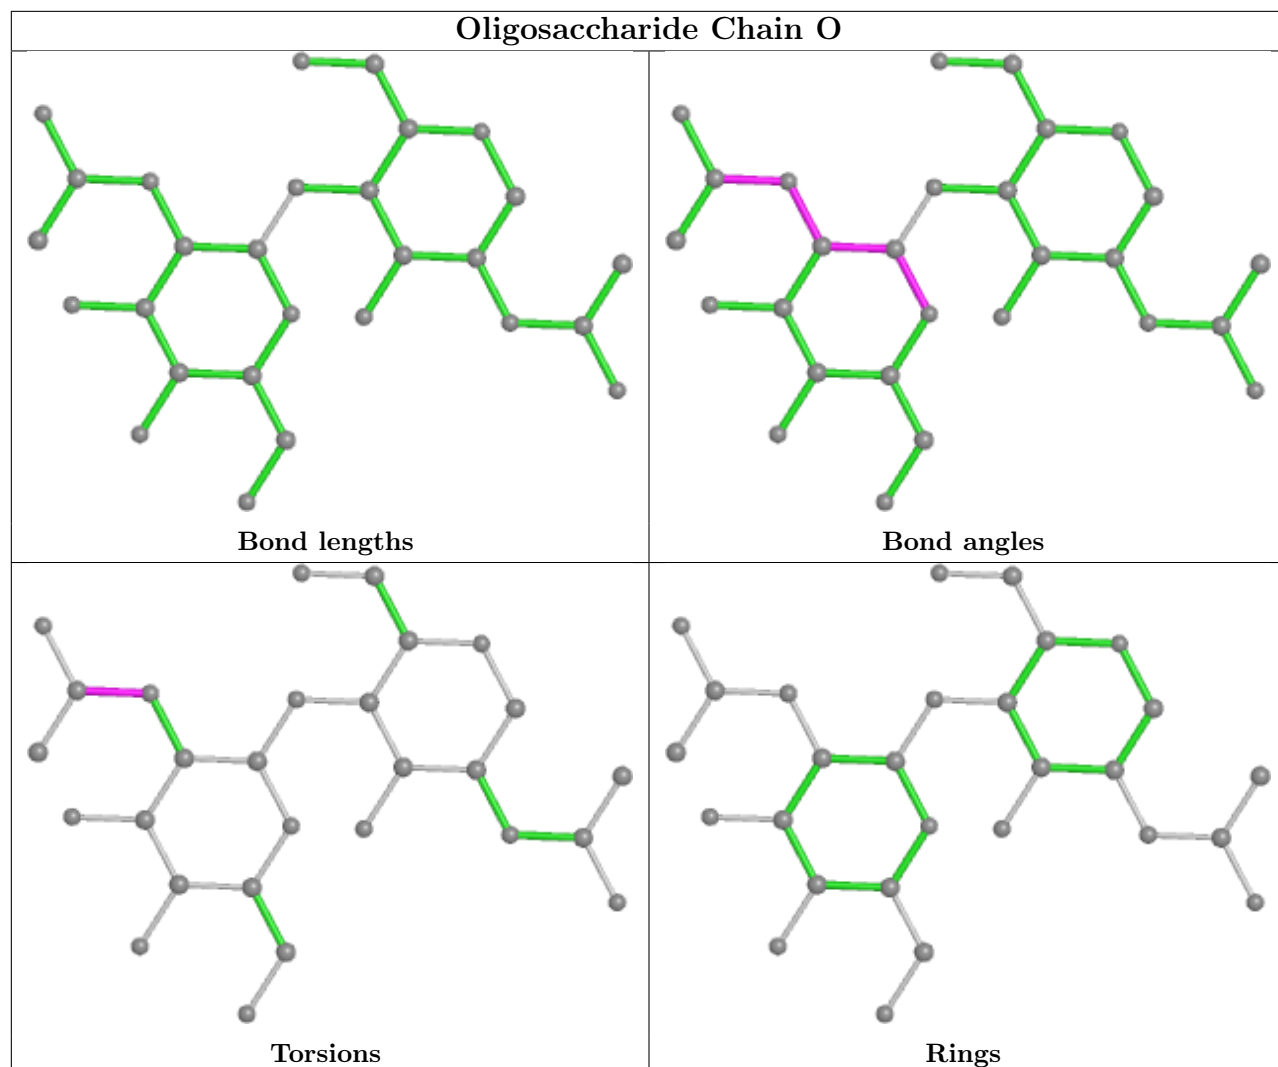 Oligosaccharide Chain O
Bond lengths
Bond angles
Torsions
Rings